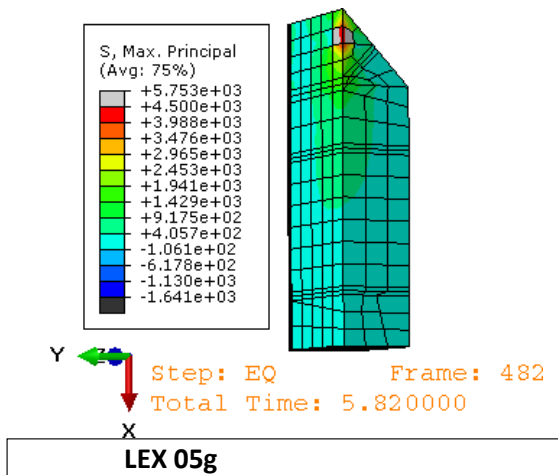 S, Max. Principal
(Avg: 75%)
+5.753e+03
+4.500e+03
+3.988e+03
+3.476e+03
+2.965e+03
+2.453e+03
+1.941e+03
+1.429e+03
+9.175e+02
+4.057e+02
-1.061e+02
-6.178e+02
-1.130e+03
-1.641e+03
Y
Z
X
Step: EQ Frame: 482
Total Time: 5.820000
LEX 05g